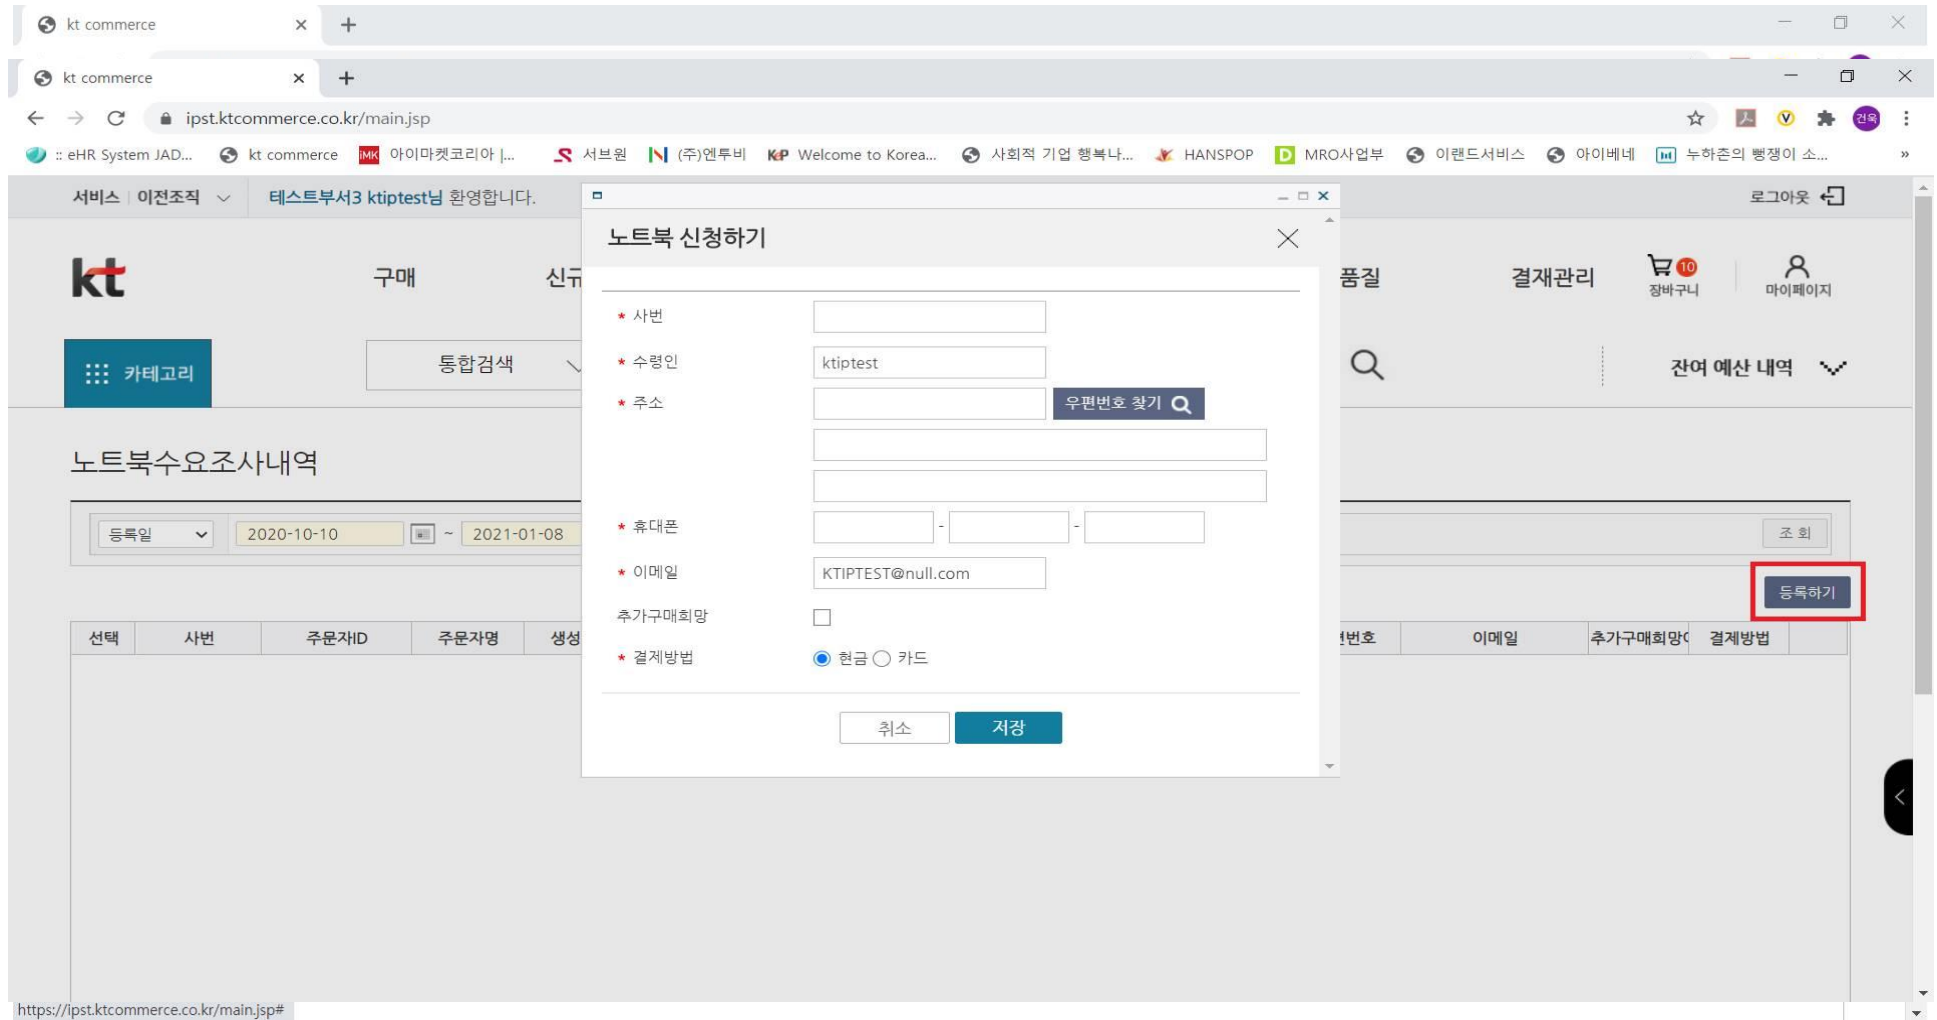 kt commerce
kt commerce
ipst.ktcommerce.co.kr/main.jsp
건욱
:: eHR System JAD... kt commerce iMK 아이마켓코리아 |... 서브원 (주)엔투비 KeP Welcome to Korea... 사회적 기업 행복나... HANSPOP D MRO사업부 이랜드서비스 아이베네 누하존의 뻥쟁이 소... »
서비스 이전조직 테스트부서3 ktiptest님 환영합니다. 로그아웃
노트북 신청하기
kt 구매 신규 품질 결재관리 10 장바구니 마이페이지
* 사번
카테고리 통합검색 잔여 예산 내역
* 수령인 ktiptest
* 주소 우편번호 찾기
노트북수요조사내역
등록일 2020-10-10 ~ 2021-01-08 조 회
* 휴대폰 - -
* 이메일 KTIPTEST@null.com
등록하기
추가구매희망
선택 사번 주문자ID 주문자명 생성 번호 이메일 추가구매희망 결제방법
* 결제방법 현금 카드
취소 저장
https://ipst.ktcommerce.co.kr/main.jsp#